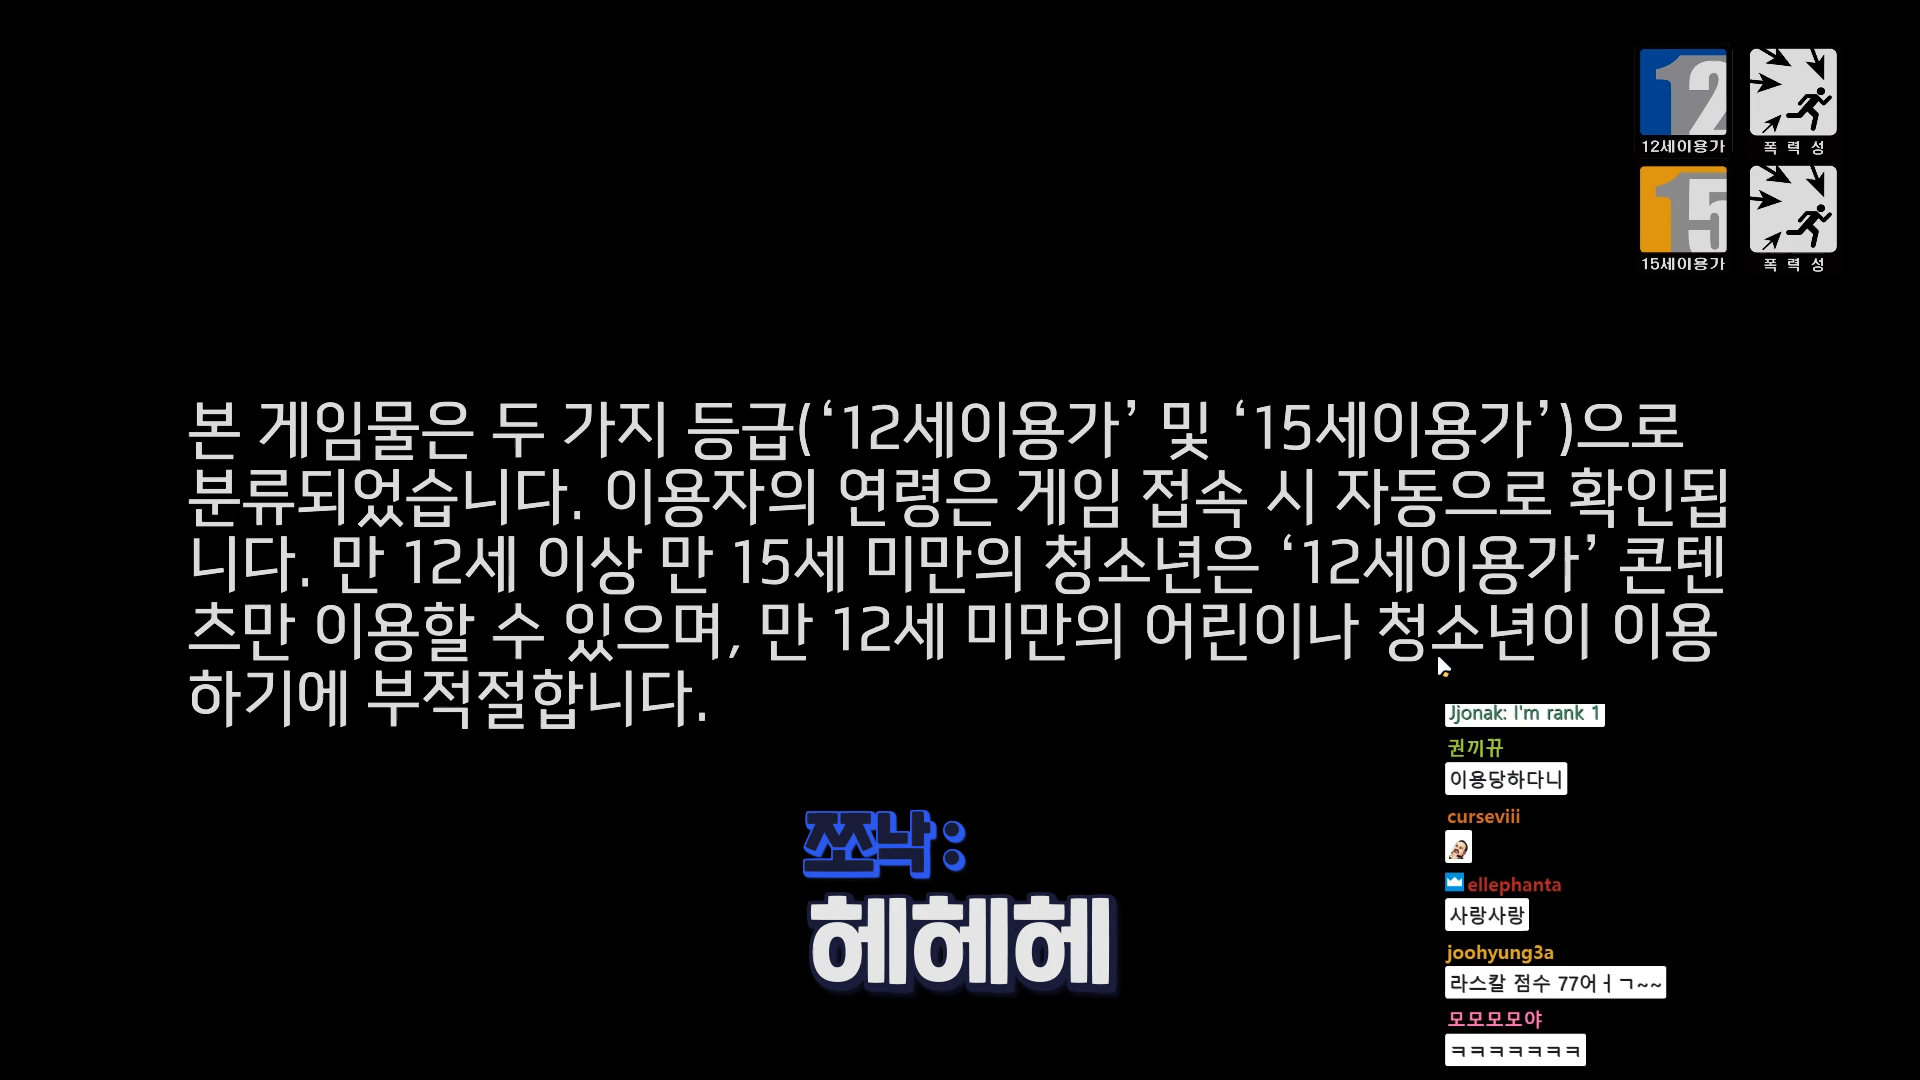 12
12세이용가
폭력성
15
15세이용가
폭력성
본 게임물은 두 가지 등급(‘12세이용가’ 및 ‘15세이용가’)으로
분류되었습니다. 이용자의 연령은 게임 접속 시 자동으로 확인됩
니다. 만 12세 이상 만 15세 미만의 청소년은 ‘12세이용가’ 콘텐
츠만 이용할 수 있으며, 만 12세 미만의 어린이나 청소년이 이용
하기에 부적절합니다.
Jjonak: I'm rank 1
권끼뀨
이용당하다니
curseviii
ellephanta
사랑사랑
joohyung3a
라스칼 점수 77어ㅓㄱ~~
모모모모야
ㅋㅋㅋㅋㅋㅋㅋ
쪼낙:
헤헤헤